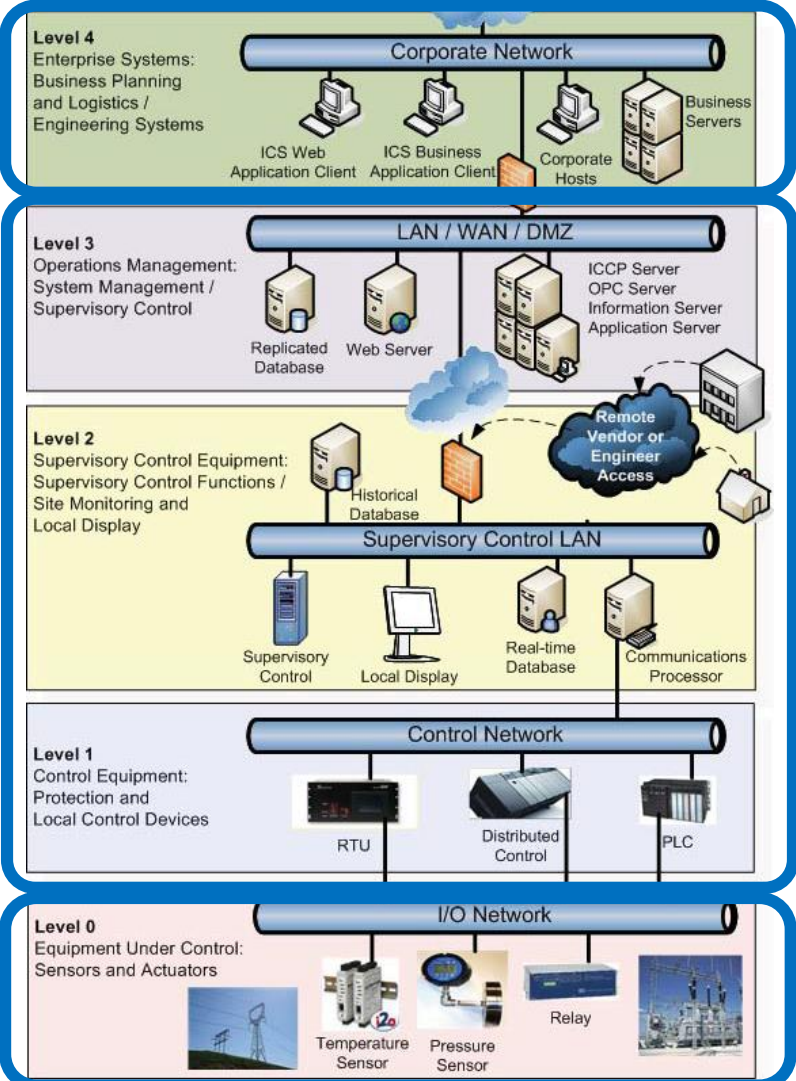 Level 4
Enterprise Systems:
Business Planning
and Logistics /
Engineering Systems
Corporate Network
ICS Web
Application Client
ICS Business
Application Client
Corporate
Hosts
Business
Servers
Level 3
Operations Management:
System Management /
Supervisory Control
LAN / WAN / DMZ
Replicated
Database
Web Server
ICCP Server
OPC Server
Information Server
Application Server
Remote
Vendor or
Engineer
Access
Level 2
Supervisory Control Equipment:
Supervisory Control Functions /
Site Monitoring and
Local Display
Historical
Database
Supervisory Control LAN
Supervisory
Control
Local Display
Real-time
Database
Communications
Processor
Level 1
Control Equipment:
Protection and
Local Control Devices
Control Network
RTU
Distributed
Control
PLC
Level 0
Equipment Under Control:
Sensors and Actuators
I/O Network
Temperature
Sensor
Pressure
Sensor
Relay